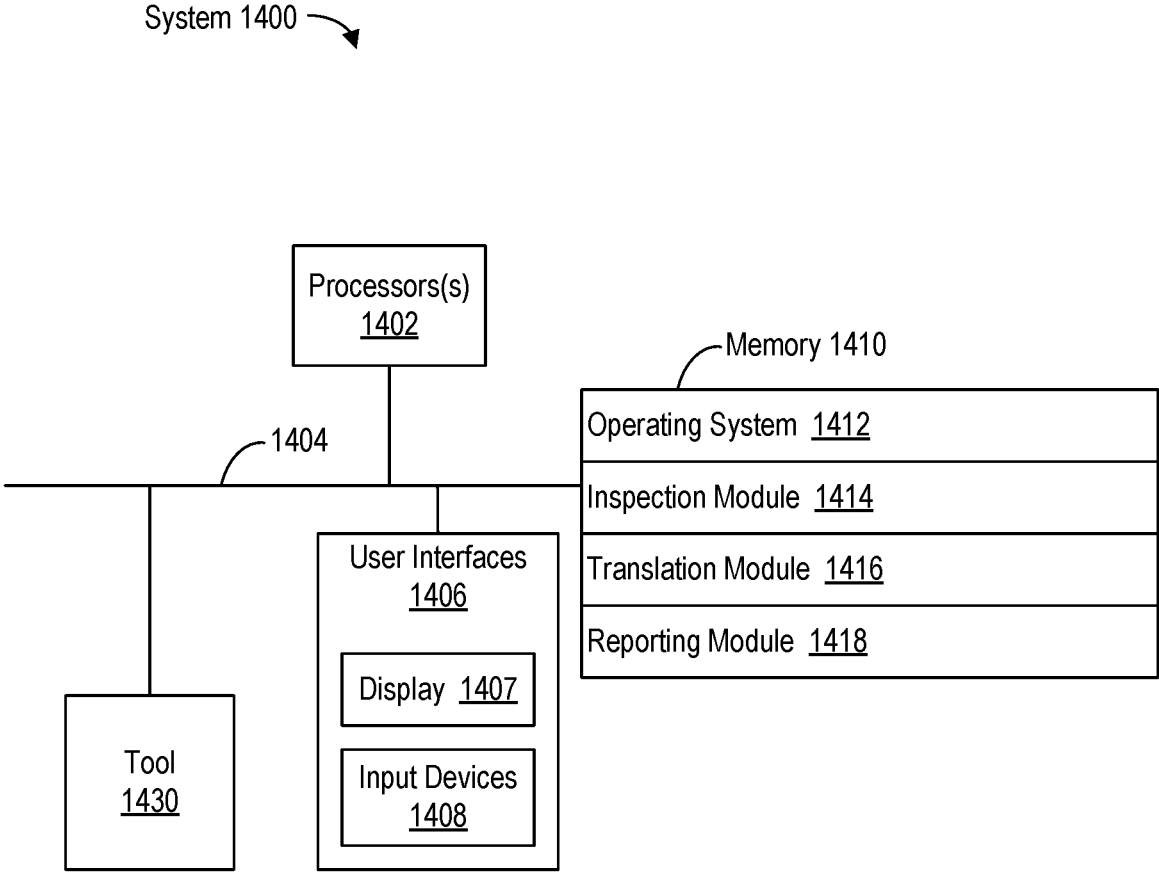 System 1400
Processors(s)
1402
Memory 1410
Operating System 1412
1404
Inspection Module 1414
User Interfaces
1406
Translation Module 1416
Reporting Module 1418
Display 1407
Tool
1430
Input Devices
1408